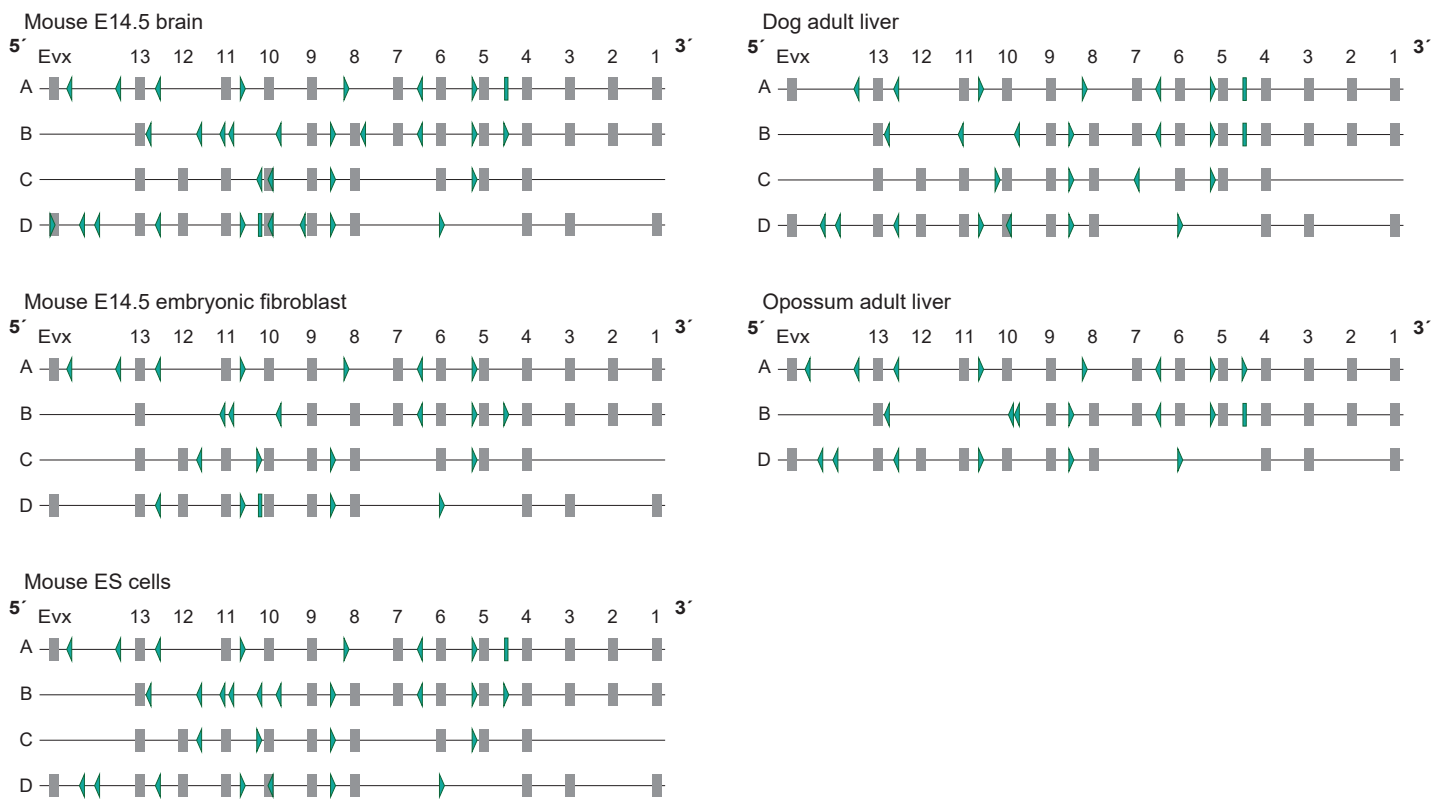 Mouse E14.5 brain
5´ Evx 13 12 11 10 9 8 7 6 5 4 3 2 1 3´
A
B
C
D
Dog adult liver
5´ Evx 13 12 11 10 9 8 7 6 5 4 3 2 1 3´
A
B
C
D
Mouse E14.5 embryonic fibroblast
5´ Evx 13 12 11 10 9 8 7 6 5 4 3 2 1 3´
A
B
C
D
Opossum adult liver
5´ Evx 13 12 11 10 9 8 7 6 5 4 3 2 1 3´
A
B
D
Mouse ES cells
5´ Evx 13 12 11 10 9 8 7 6 5 4 3 2 1 3´
A
B
C
D